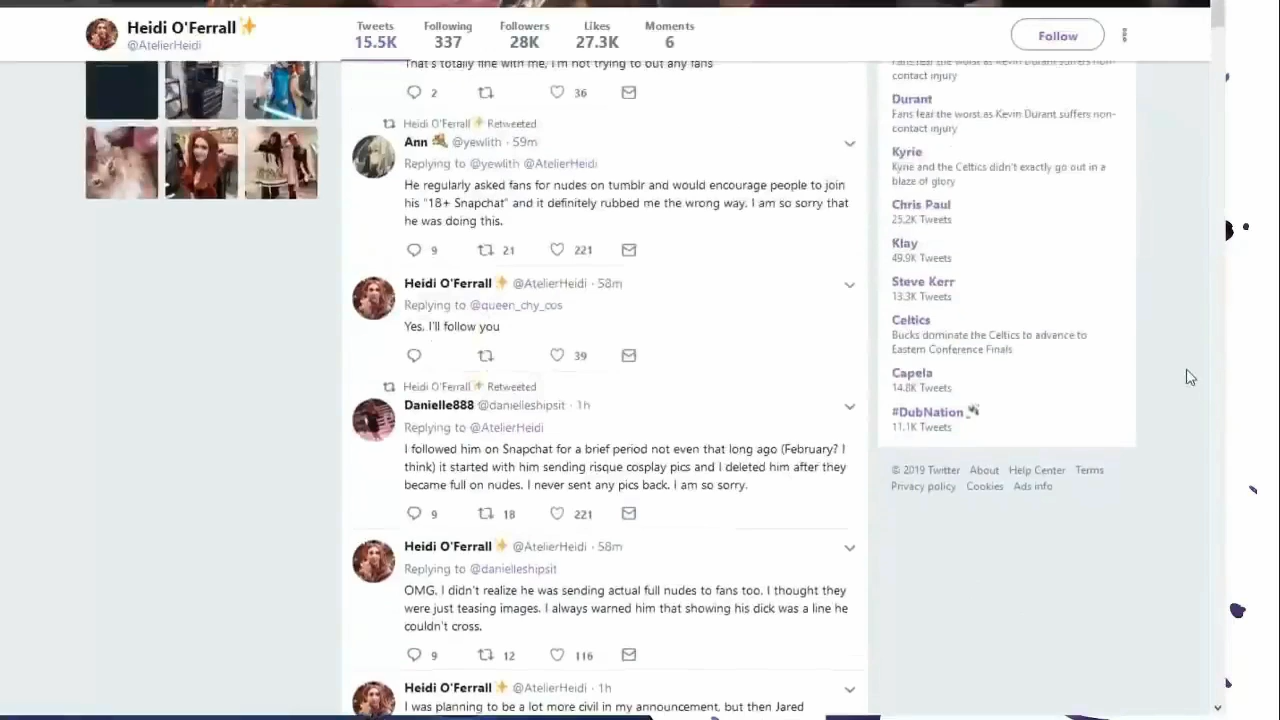 Heidi O'Ferrall✨
@AtelierHeidi
Tweets
15.5K
Following
337
Followers
28K
Likes
27.3K
Moments
6
Follow
That's totally fine with me, I'm not trying to out any fans
2
36
Heidi O'Ferrall✨ Retweeted
Ann @yewlith · 59m
Replying to @yewlith @AtelierHeidi
He regularly asked fans for nudes on tumblr and would encourage people to join
his "18+ Snapchat" and it definitely rubbed me the wrong way. I am so sorry that
he was doing this.
9 21 221
Heidi O'Ferrall✨ @AtelierHeidi · 58m
Replying to @queen_chy_cos
Yes. I'll follow you
39
Heidi O'Ferrall✨ Retweeted
Danielle888 @danielleshipsit · 1h
Replying to @AtelierHeidi
I followed him on Snapchat for a brief period not even that long ago (February? I
think) it started with him sending risque cosplay pics and I deleted him after they
became full on nudes. I never sent any pics back. I am so sorry.
9 18 221
Heidi O'Ferrall✨ @AtelierHeidi · 58m
Replying to @danielleshipsit
OMG. I didn't realize he was sending actual full nudes to fans too. I thought they
were just teasing images. I always warned him that showing his dick was a line he
couldn't cross.
9 12 116
Heidi O'Ferrall✨ @AtelierHeidi · 1h
I was planning to be a lot more civil in my announcement, but then Jared
Fans fear the worst as Kevin Durant suffers non-
contact injury
Durant
Fans fear the worst as Kevin Durant suffers non-
contact injury
Kyrie
Kyrie and the Celtics didn't exactly go out in a
blaze of glory
Chris Paul
25.2K Tweets
Klay
49.9K Tweets
Steve Kerr
13.3K Tweets
Celtics
Bucks dominate the Celtics to advance to
Eastern Conference Finals
Capela
14.8K Tweets
#DubNation
11.1K Tweets
© 2019 Twitter About Help Center Terms
Privacy policy Cookies Ads info